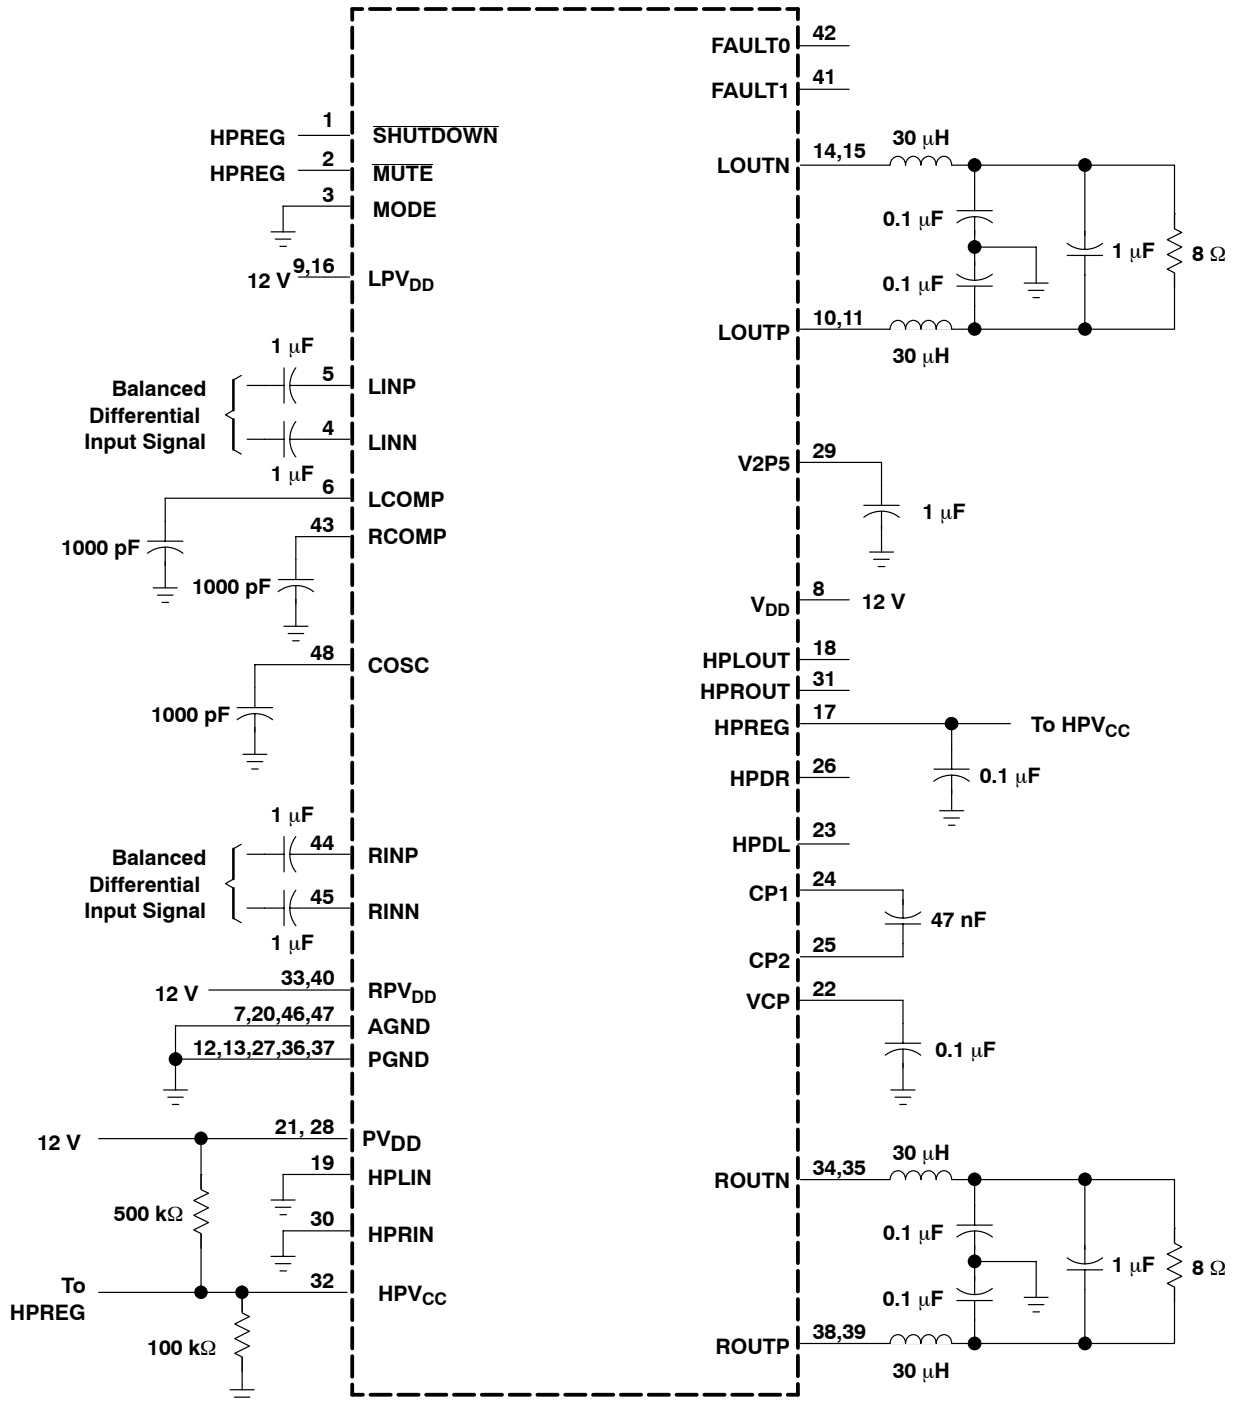 FAULT0 42
FAULT1 41
HPREG 1 SHUTDOWN
HPREG 2 MUTE
3 MODE
12 V 9,16 LPVDD
1 μF
Balanced
Differential
Input Signal
5 LINP
4 LINN
1 μF
6 LCOMP
1000 pF
43 RCOMP
1000 pF
48 COSC
1000 pF
1 μF
Balanced
Differential
Input Signal
44 RINP
45 RINN
1 μF
12 V 33,40 RPVDD
7,20,46,47 AGND
12,13,27,36,37 PGND
12 V 21, 28 PVDD
19 HPLIN
500 kΩ
30 HPRIN
To
HPREG
32 HPVCC
100 kΩ
LOUTN 14,15 30 μH
0.1 μF
1 μF 8 Ω
0.1 μF
LOUTP 10,11
30 μH
V2P5 29
1 μF
VDD 8 12 V
HPLOUT 18
HPROUT 31
HPREG 17 To HPVCC
0.1 μF
HPDR 26
HPDL 23
CP1 24
47 nF
CP2 25
VCP 22
0.1 μF
ROUTN 34,35 30 μH
0.1 μF
1 μF 8 Ω
0.1 μF
ROUTP 38,39
30 μH